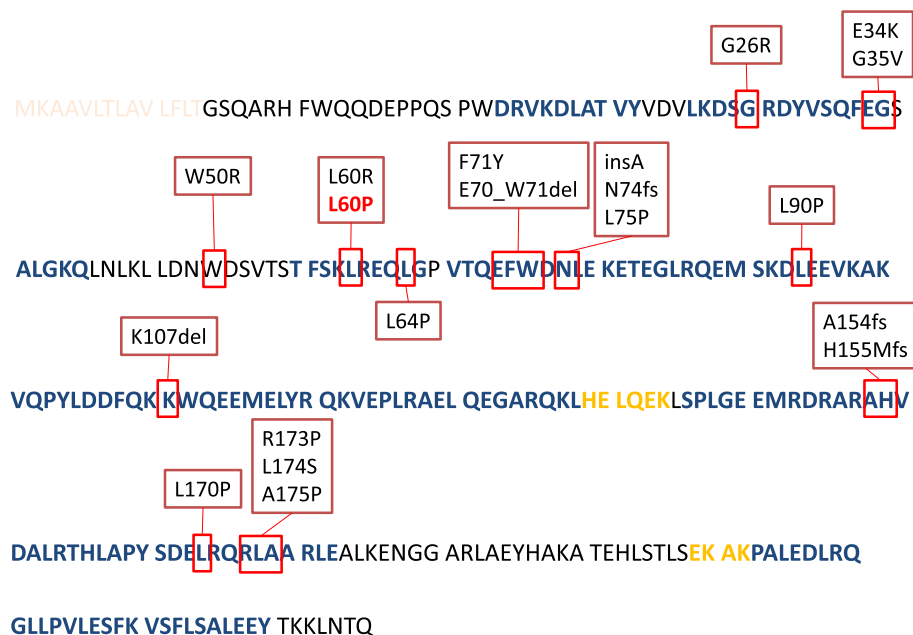 G26R
E34K
G35V
MKAAVLTLAV LFLTGSQARH FWQQDEPPQS PWDRVKDLAT VYVDVLKDSG RDYVSQFEGS
W50R
L60R
L60P
F71Y
E70_W71del
insA
N74fs
L75P
L90P
ALGKQLNLKL LDNWDSVTST FSKLREQLGP VTQEFWDNLE KETEGLRQEM SKDLEEVKAK
L64P
K107del
A154fs
H155Mfs
VQPYLDDFQK KWQEEMELYR QKVEPLRAEL QEGARQKLHE LQEKLSPLGE EMRDRARAHV
L170P
R173P
L174S
A175P
DALRTHLAPY SDELRQRLAA RLEALKENGG ARLAEYHAKA TEHLSTLSEK AKPALEDLRQ
GLLPVLESFK VSFLSALEEY TKKLNTQ